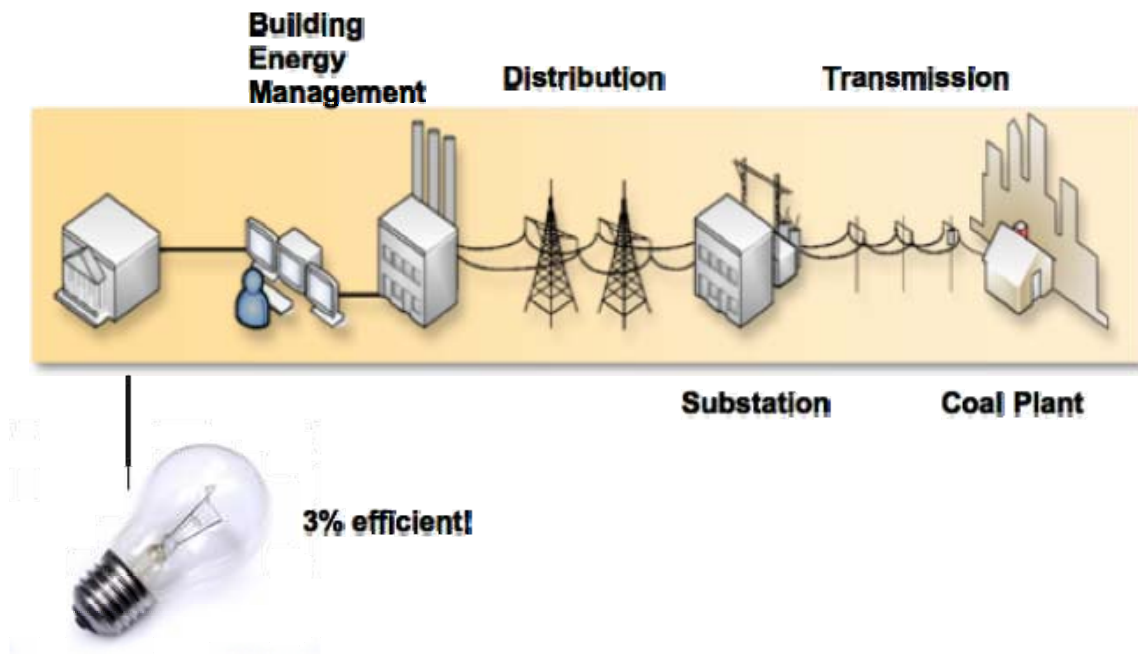 Building
Energy
Management
Distribution
Transmission
Substation
Coal Plant
3% efficient!